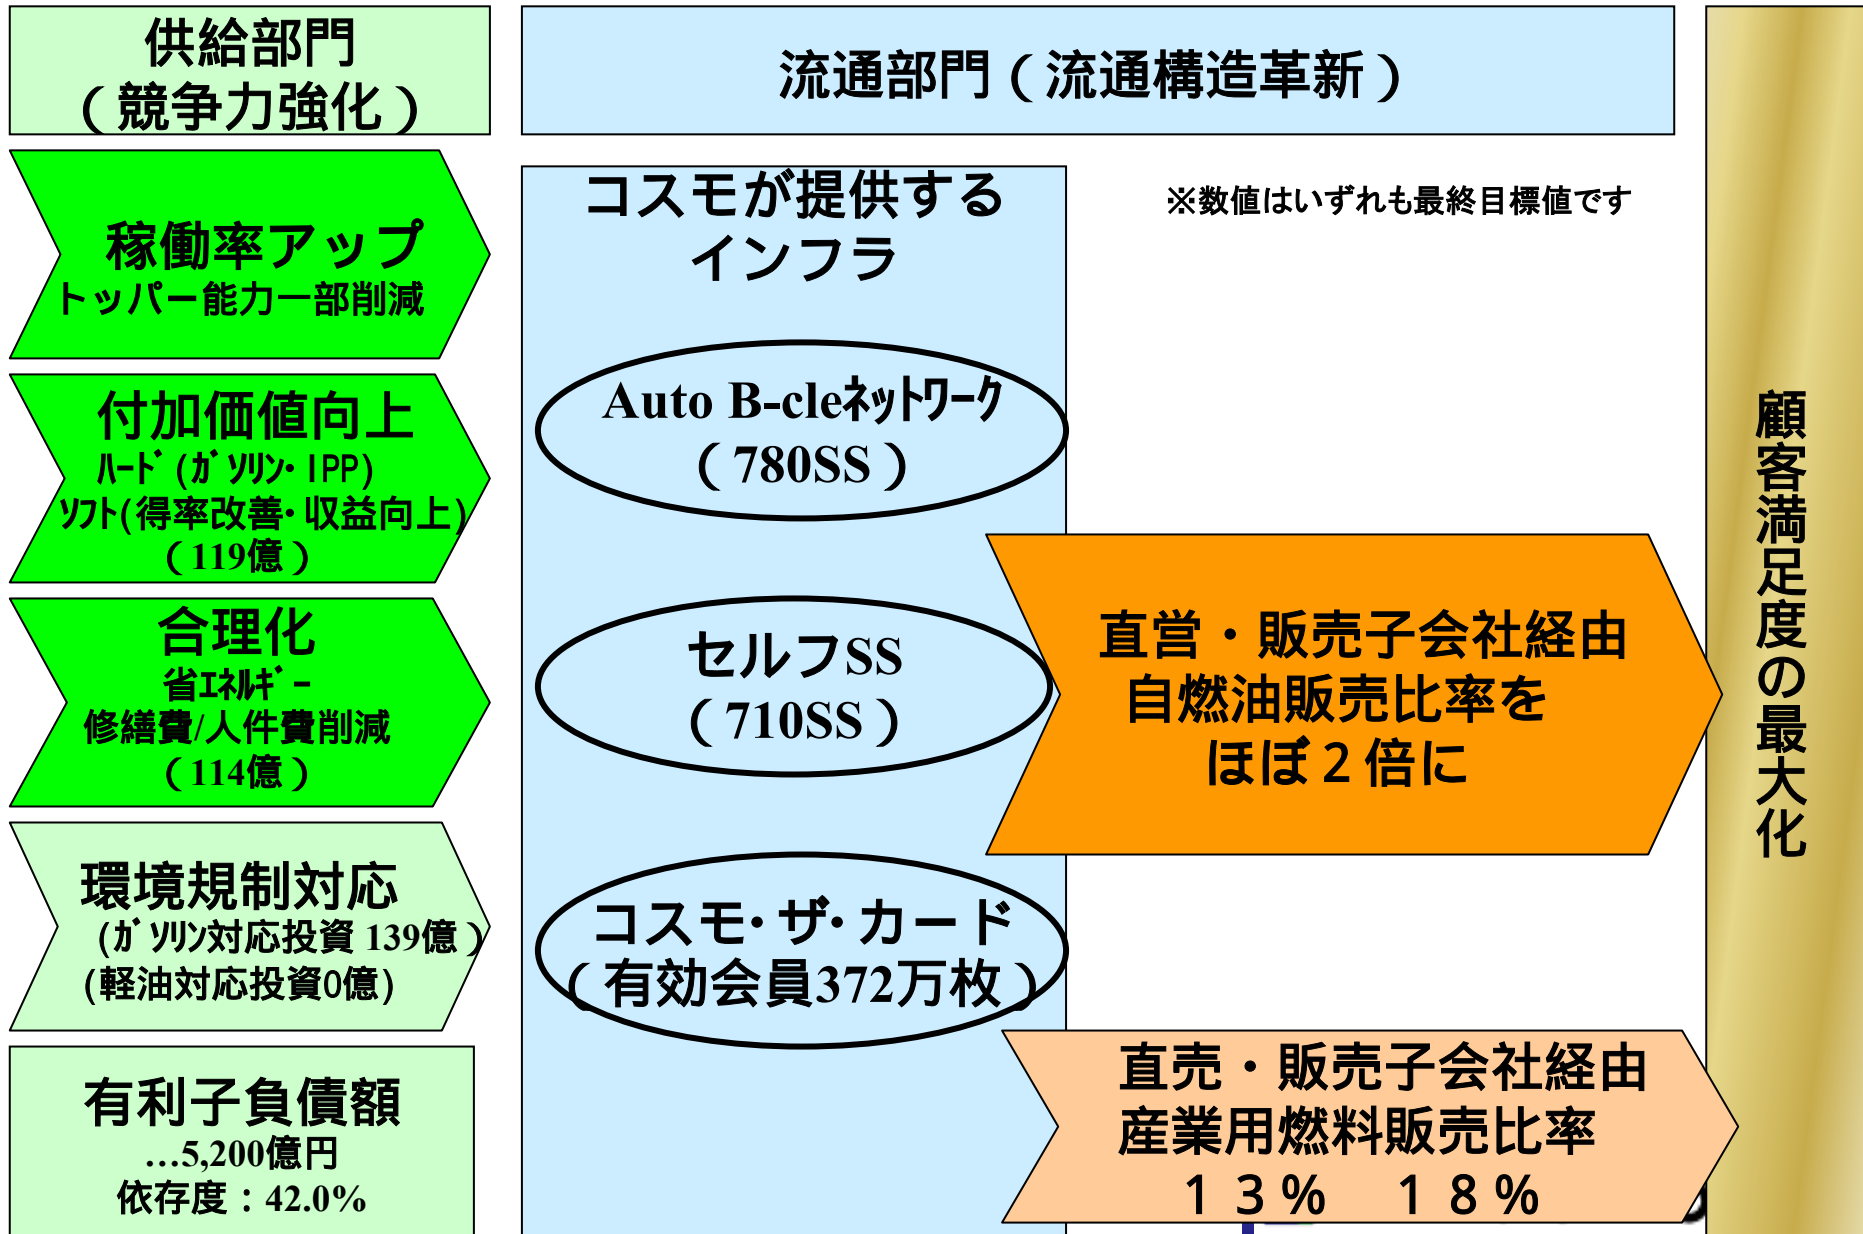 供給部門
（競争力強化）
流通部門（流通構造革新）
稼働率アップ
トッパー能力一部削減
付加価値向上
ﾊｰﾄﾞ(ｶﾞｿﾘﾝ･IPP)
ｿﾌﾄ(得率改善･収益向上)
（119億）
合理化
省ｴﾈﾙｷﾞｰ
修繕費/人件費削減
（114億）
環境規制対応
(ｶﾞｿﾘﾝ対応投資 139億）
(軽油対応投資0億)
有利子負債額
…5,200億円
依存度：42.0%
コスモが提供する
インフラ
Auto B-cleﾈｯﾄﾜｰｸ
（780SS）
セルフSS
（710SS）
コスモ･ザ･カード
（有効会員372万枚）
※数値はいずれも最終目標値です
直営・販売子会社経由
自燃油販売比率を
ほぼ２倍に
直売・販売子会社経由
産業用燃料販売比率
１３％　１８％
顧客満足度の最大化